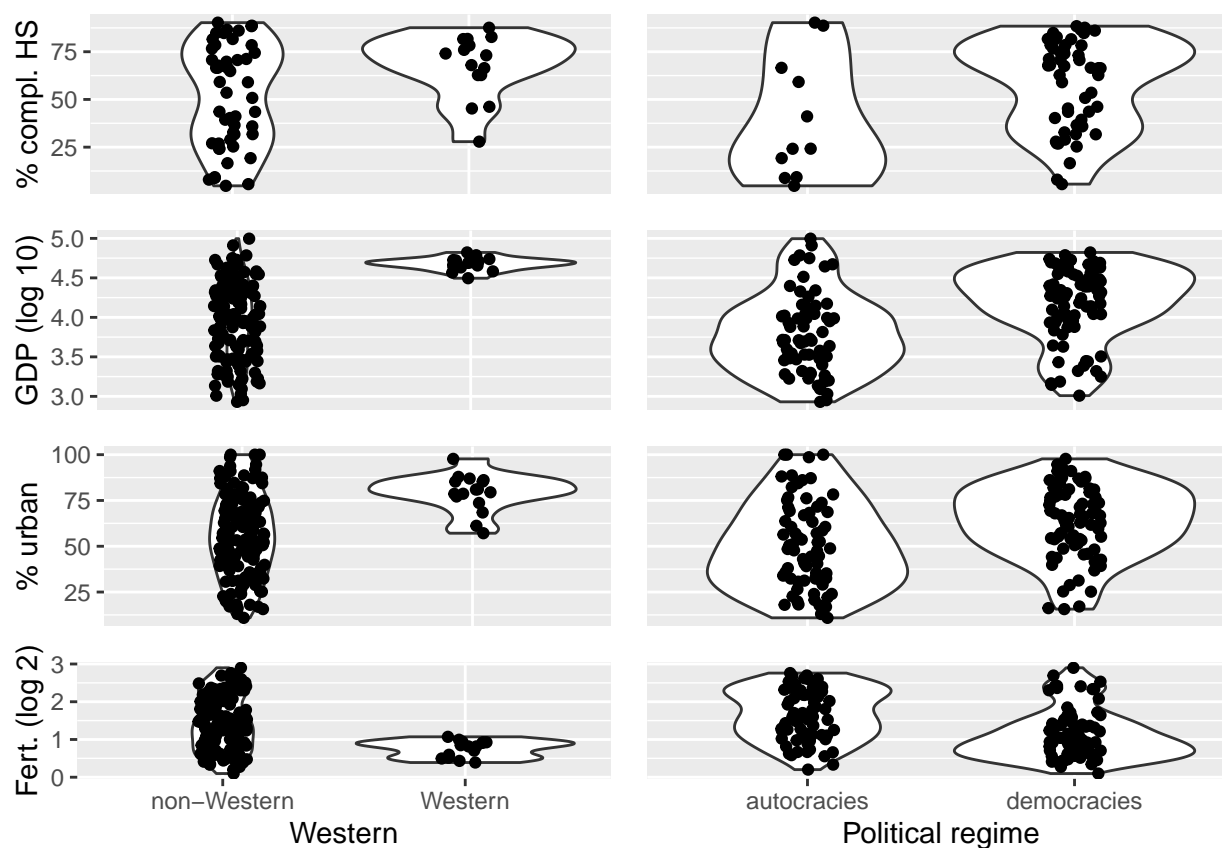 % compl. HS
75
50
25
GDP (log 10)
5.0
4.5
4.0
3.5
3.0
% urban
100
75
50
25
Fert. (log 2)
3
2
1
0
non−Western Western
Western
autocracies democracies
Political regime